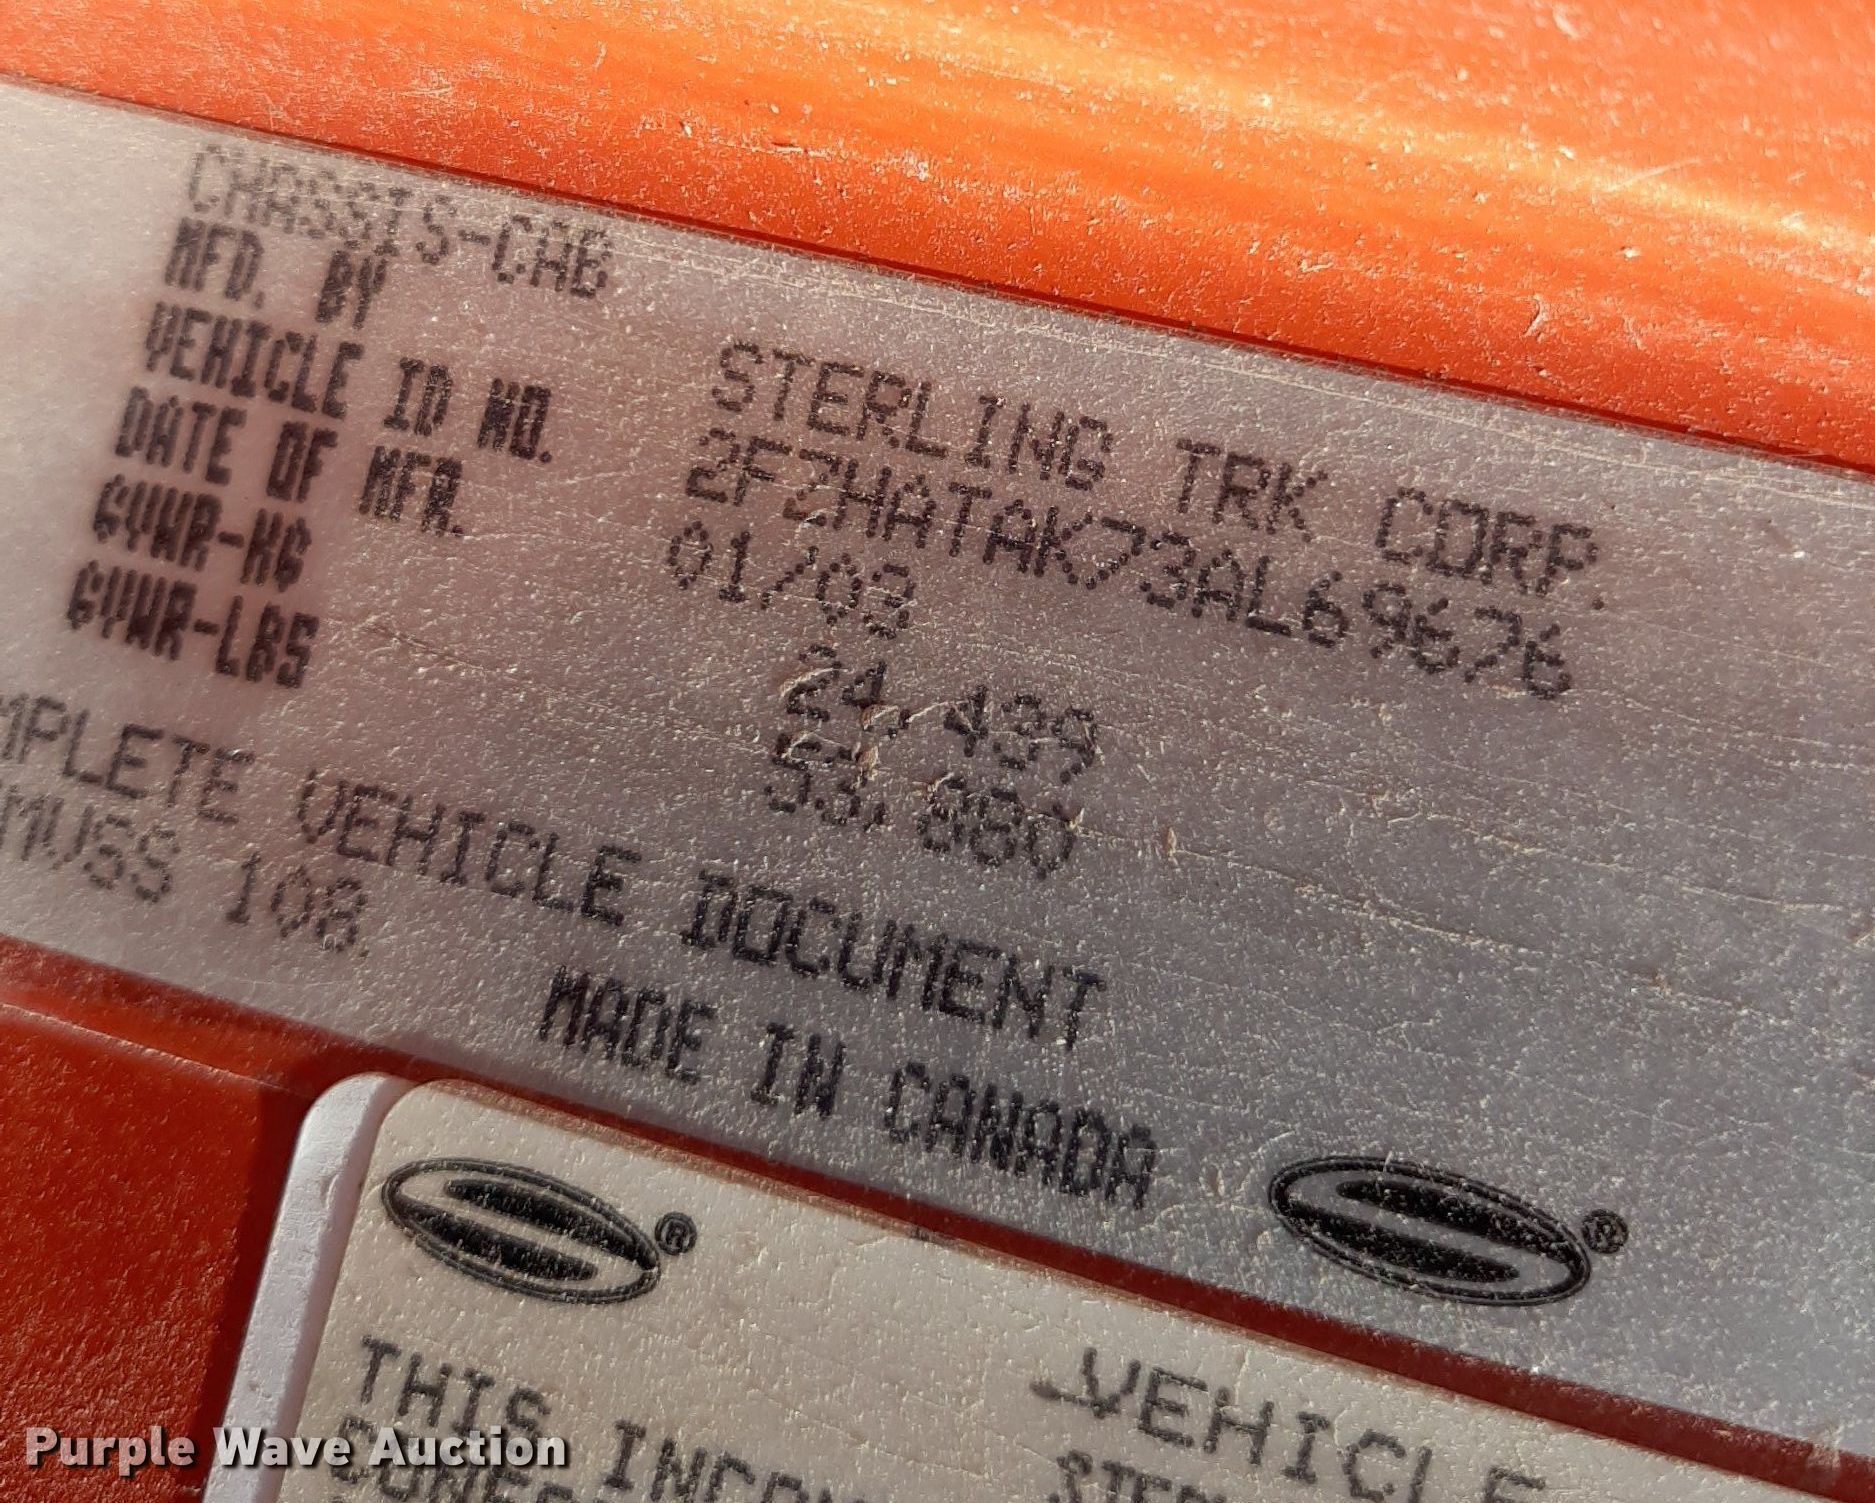 CHASSIS-CAB
MFD. BY STERLING TRK CORP.
VEHICLE ID NO. 2FZHATAK73AL69676
DATE OF MFR. 01/03
GVWR-KG 24,439
GVWR-LBS 53,880
MPLETE VEHICLE DOCUMENT
MVSS 108.
MADE IN CANADA
®
®
THIS INCOM
VEHICLE
Purple Wave Auction